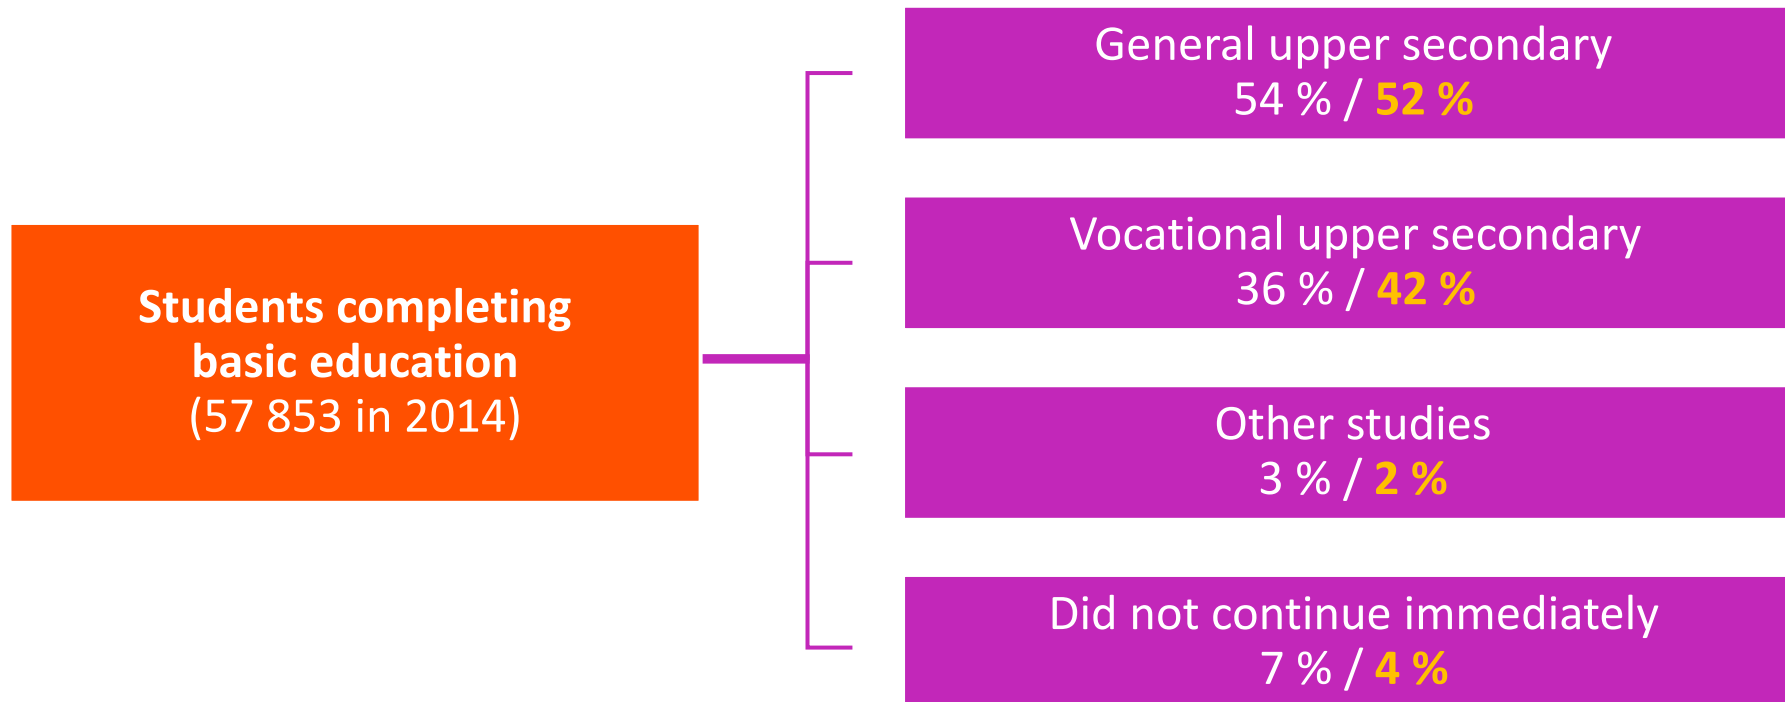 Students completing
basic education
(57 853 in 2014)
General upper secondary
54 % / 52 %
Vocational upper secondary
36 % / 42 %
Other studies
3 % / 2 %
Did not continue immediately
7 % / 4 %